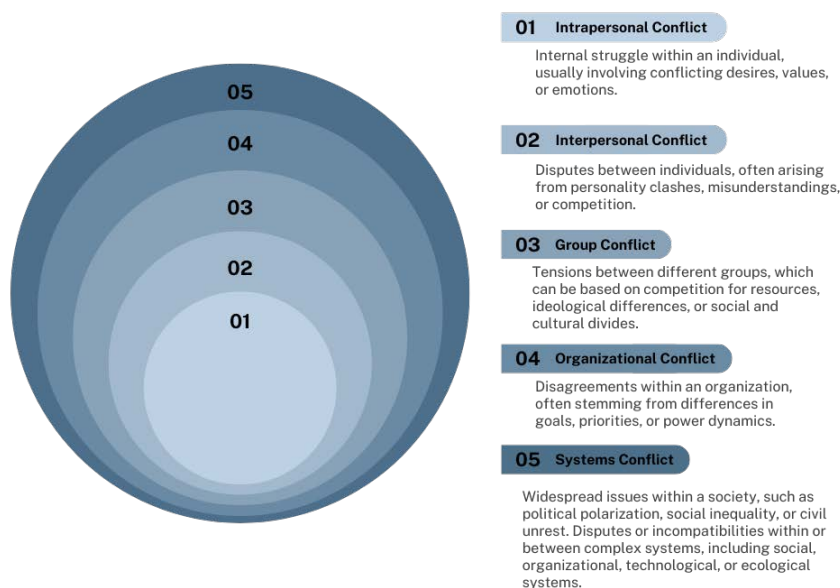 05
04
03
02
01
01 Intrapersonal Conflict
Internal struggle within an individual,
usually involving conflicting desires, values,
or emotions.
02 Interpersonal Conflict
Disputes between individuals, often arising
from personality clashes, misunderstandings,
or competition.
03 Group Conflict
Tensions between different groups, which
can be based on competition for resources,
ideological differences, or social and
cultural divides.
04 Organizational Conflict
Disagreements within an organization,
often stemming from differences in
goals, priorities, or power dynamics.
05 Systems Conflict
Widespread issues within a society, such as
political polarization, social inequality, or civil
unrest. Disputes or incompatibilities within or
between complex systems, including social,
organizational, technological, or ecological
systems.